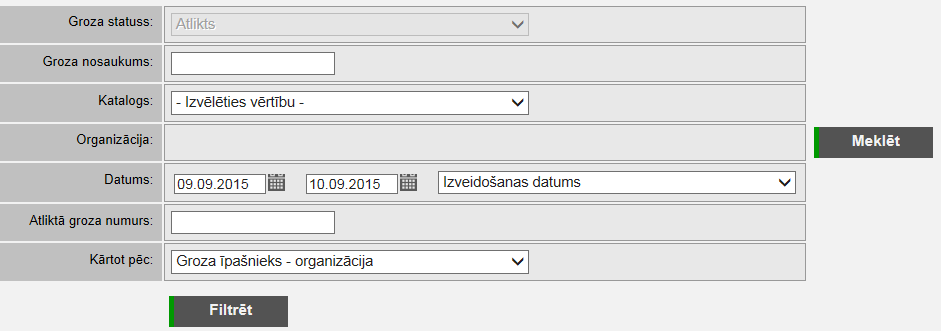 Groza statuss: Atlikts
Groza nosaukums:
Katalogs: - Izvēlēties vērtību -
Organizācija: Meklēt
Datums: 09.09.2015 10.09.2015 Izveidošanas datums
Atliktā groza numurs:
Kārtot pēc: Groza īpašnieks - organizācija
Filtrēt